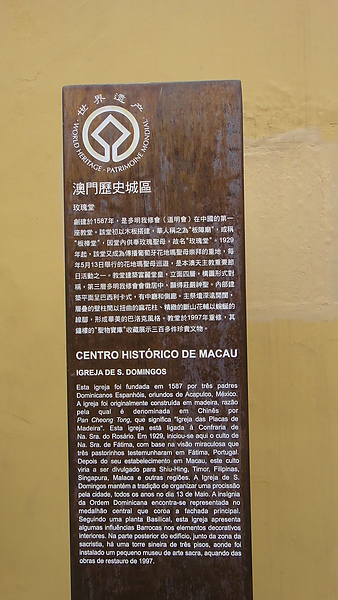 世界遺產
WORLD HERITAGE · PATRIMOINE MONDIAL
澳門歷史城區
玫瑰堂
創建於1587年，是多明我修會（道明會）在中國的第一
座教堂。該堂初以木板搭建，華人稱之為"板障廟"，或稱
"板樟堂"，因堂內供奉玫瑰聖母，故名"玫瑰堂"。1929
年起，該堂又成為傳播葡萄牙花地瑪聖母崇拜的重地，每
年5月13日舉行的花地瑪聖母巡遊，是本澳天主教重要節
日活動之一。教堂建築富麗堂皇，立面四層，構圖形式對
稱，第三層多明我修會會徽居中，顯得莊嚴神聖。內部建
築平面呈巴西利卡式，有中廳和側廊。主祭壇深遠開闊，
層疊的壁柱間以扭曲的麻花柱、精緻的斷山花輔以蜿蜒的
線腳，形成華美的巴洛克風格。教堂於1997年重修，其
鐘樓的"聖物寶庫"收藏展示三百多件珍貴文物。
CENTRO HISTÓRICO DE MACAU
IGREJA DE S. DOMINGOS
Esta igreja foi fundada em 1587 por três padres
Dominicanos Espanhóis, oriundos de Acapulco, México.
A igreja foi originalmente construída em madeira, razão
pela qual é denominada em Chinês por
Pan Cheong Tong, que significa "Igreja das Placas de
Madeira". Esta igreja está ligada à Confraria de
Na. Sra. do Rosário. Em 1929, iniciou-se aqui o culto de
Na. Sra. de Fátima, com base na visão miraculosa que
três pastorinhos testemunharam em Fátima, Portugal.
Depois do seu estabelecimento em Macau, este culto
viria a ser divulgado para Shiu-Hing, Timor, Filipinas,
Singapura, Malaca e outras regiões. A Igreja de S.
Domingos mantém a tradição de organizar uma procissão
pela cidade, todos os anos no dia 13 de Maio. A insígnia
da Ordem Dominicana encontra-se representada no
medalhão central que coroa a fachada principal.
Seguindo uma planta Basilical, esta igreja apresenta
algumas influências Barrocas nos elementos decorativos
interiores. Na parte posterior do edifício, junto da zona da
sacristia, há uma torre sineira de três pisos, aonde foi
instalado um pequeno museu de arte sacra, aquando das
obras de restauro de 1997.